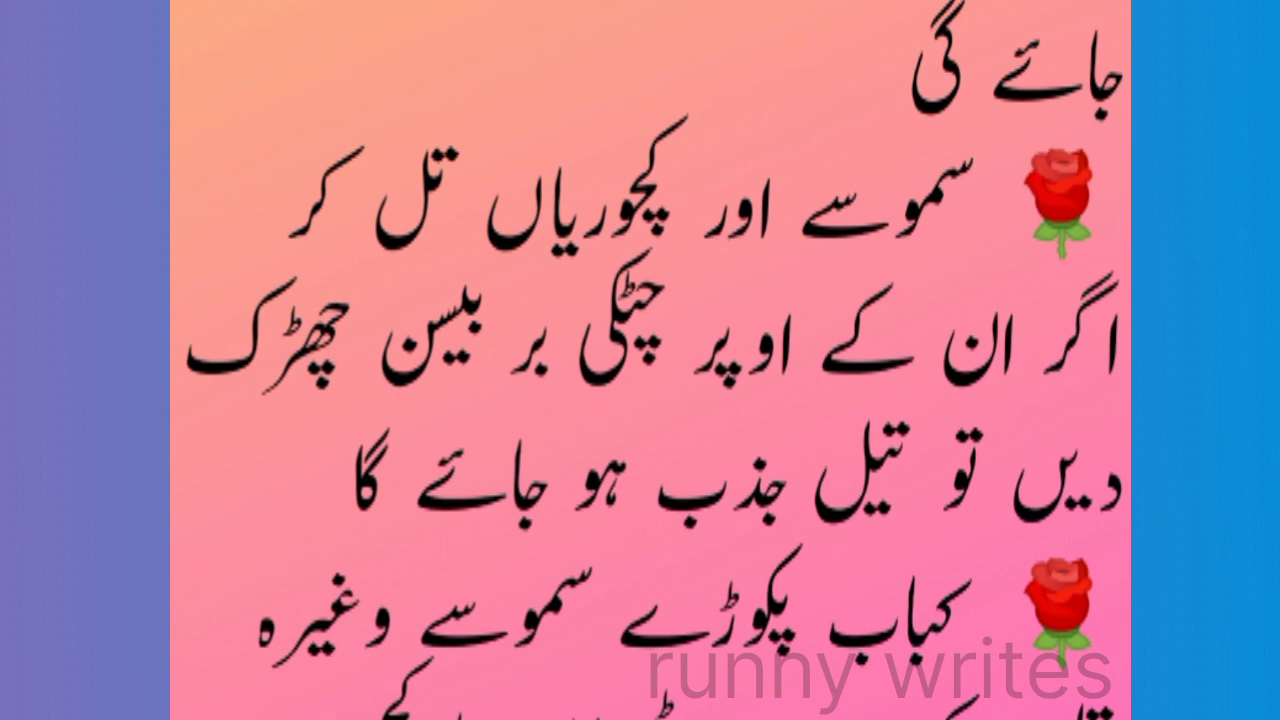 جائے گی
🌹 سموسے اور کچوریاں تل کر
اگر ان کے اوپر چٹکی بر بیسن چھڑک
دیں تو تیل جذب ہو جائے گا
🌹 کباب پکوڑے سموسے وغیرہ
runny writes